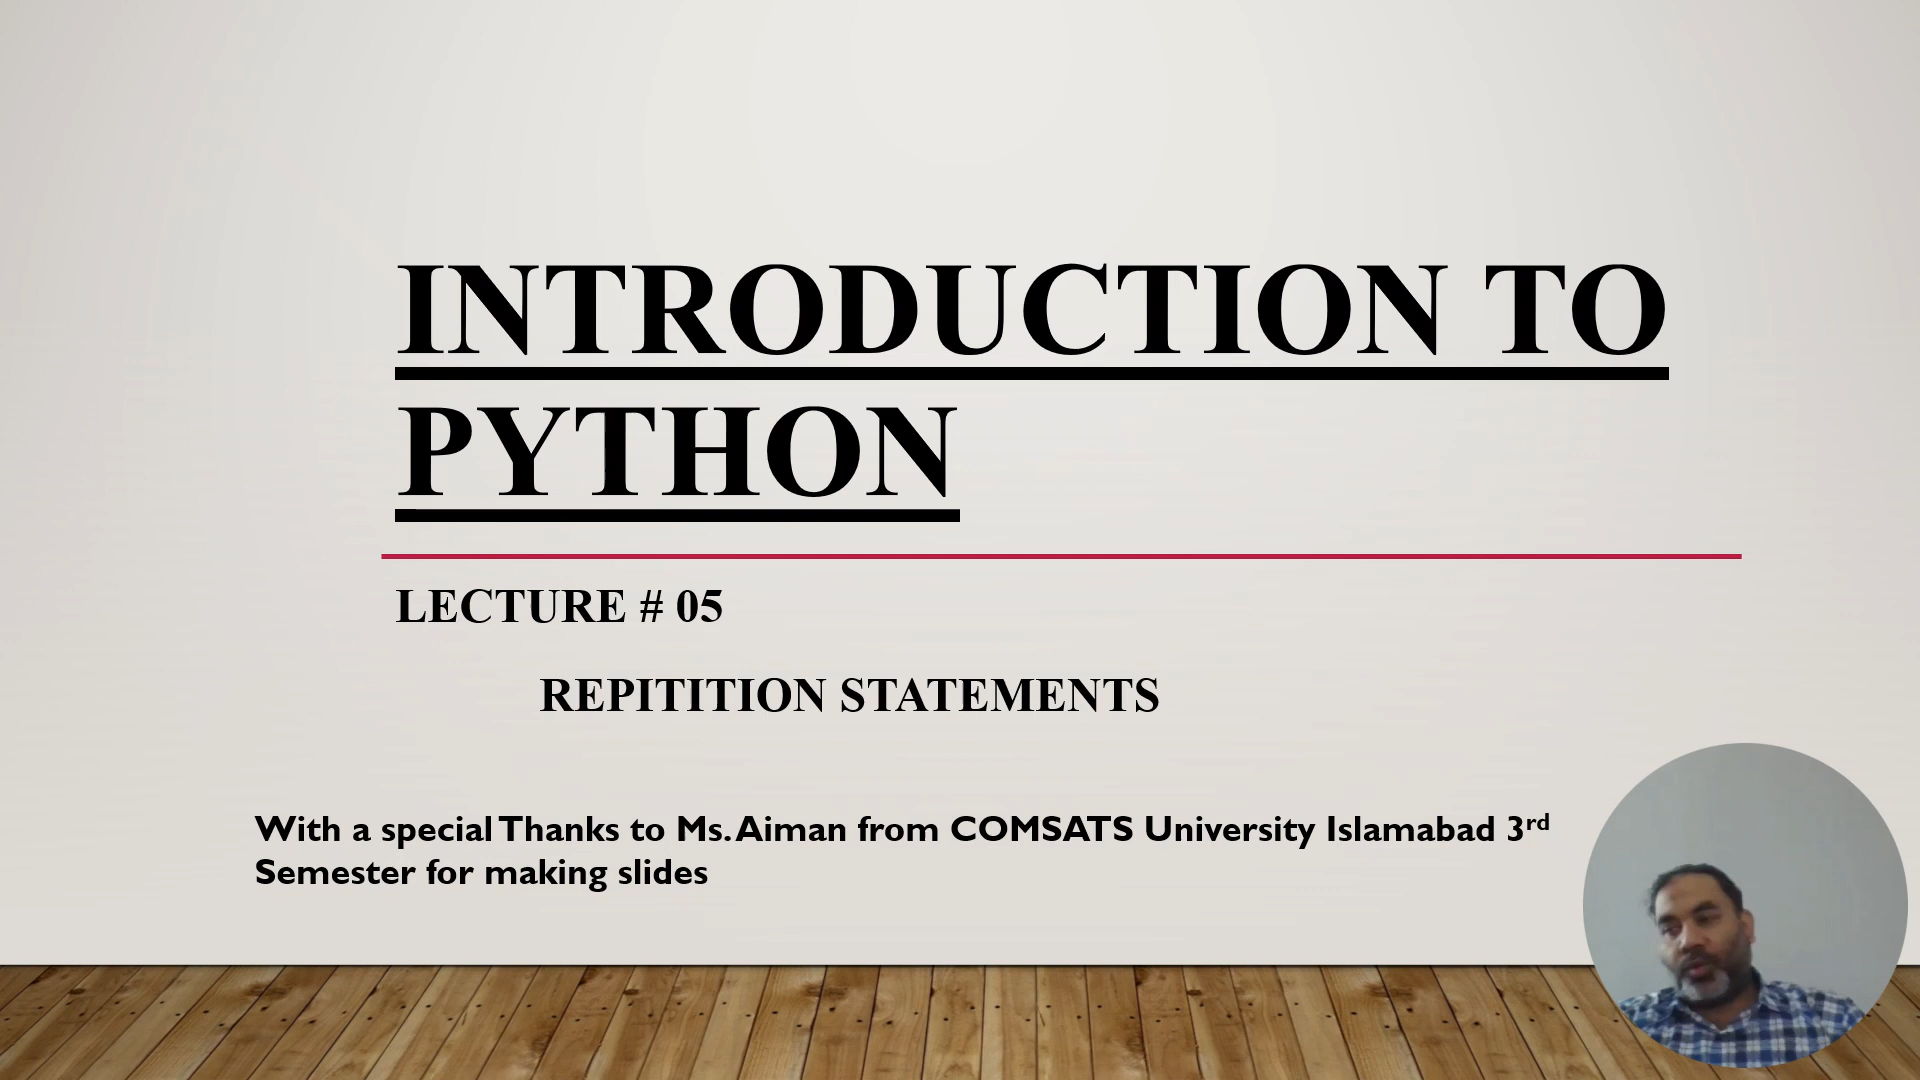 INTRODUCTION TO
PYTHON
LECTURE # 05
REPITITION STATEMENTS
With a special Thanks to Ms. Aiman from COMSATS University Islamabad 3rd
Semester for making slides